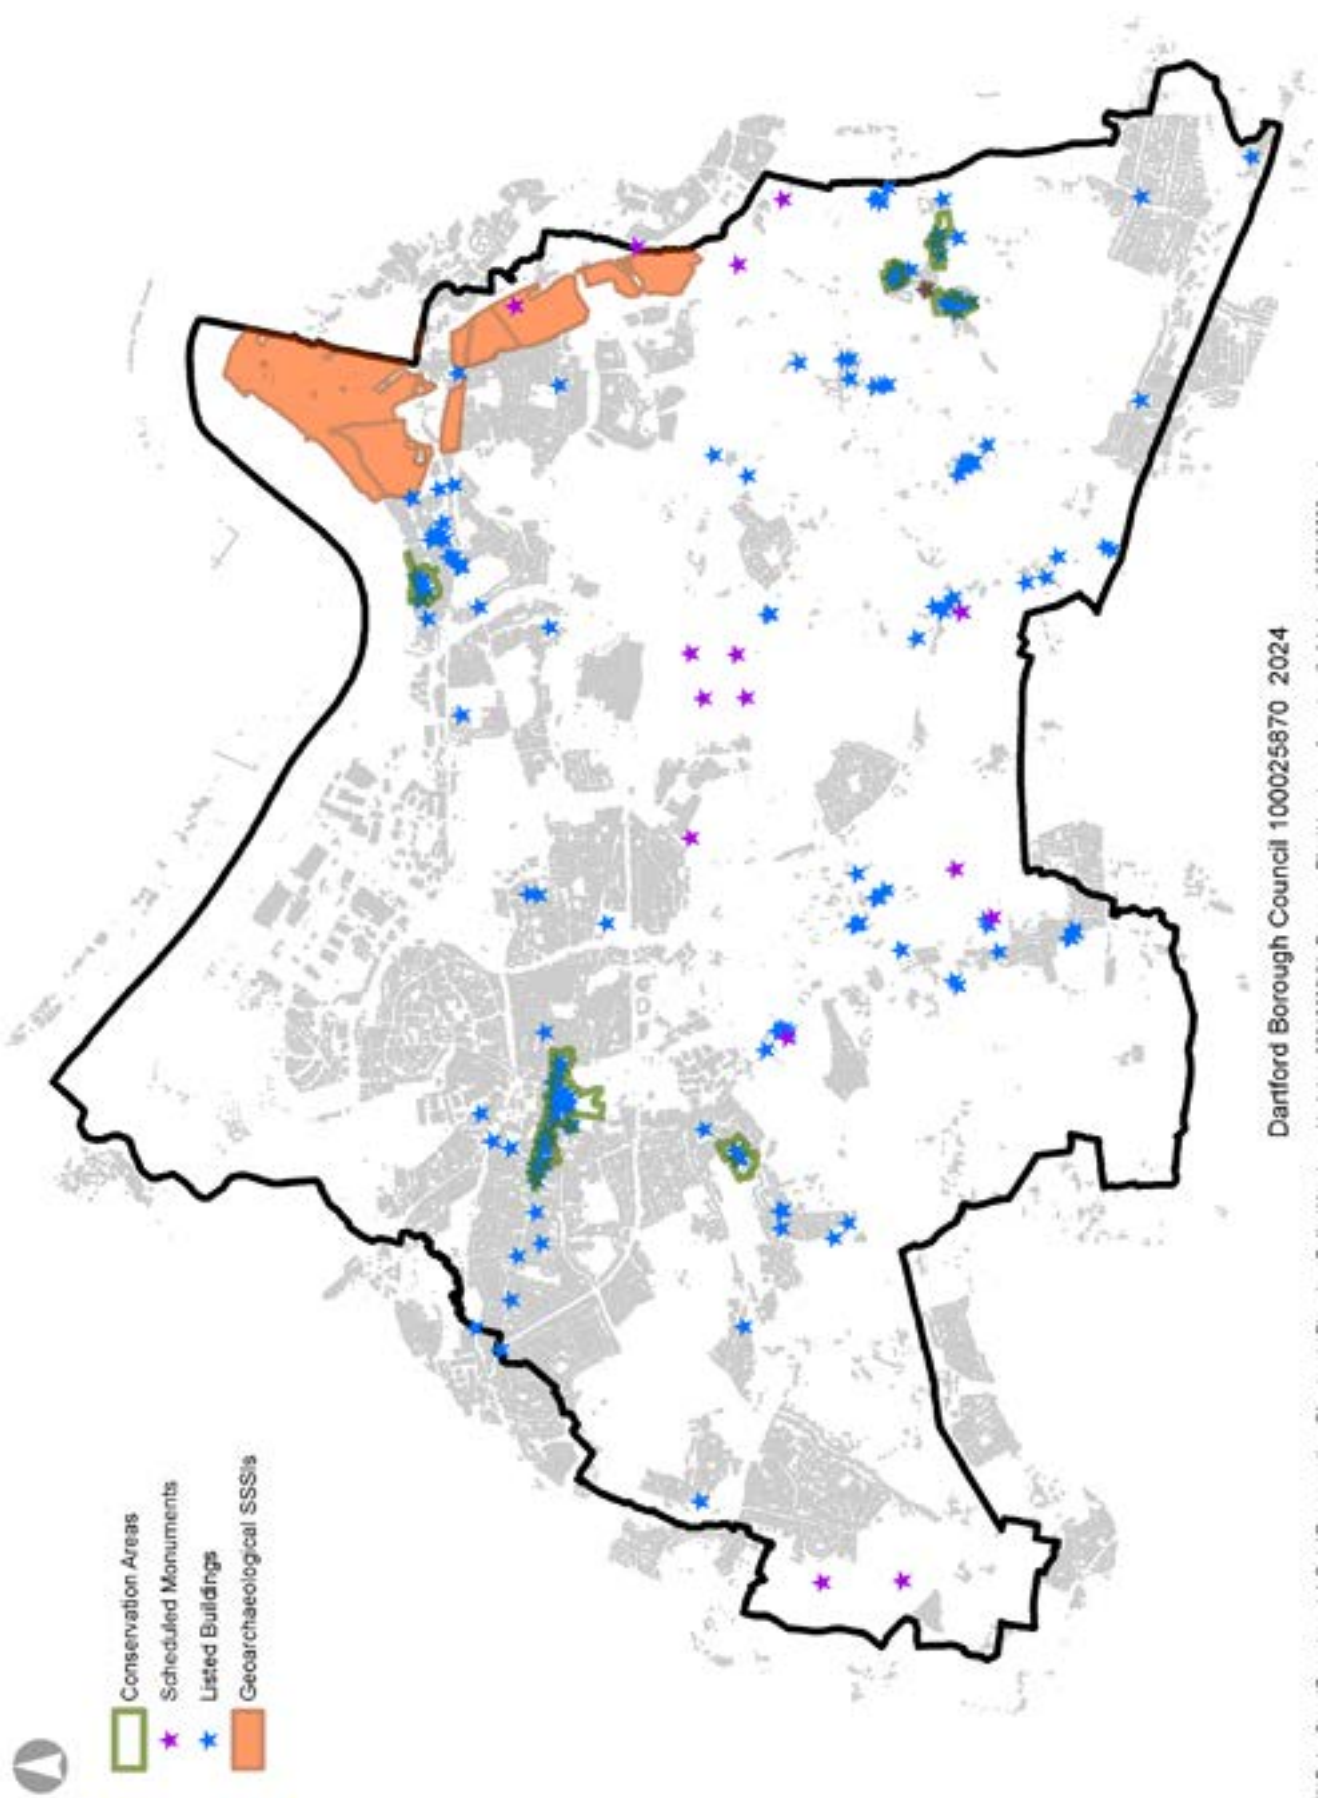 Conservation Areas
Scheduled Monuments
Listed Buildings
Geoarchaeological SSSIs
Dartford Borough Council 100025870 2024